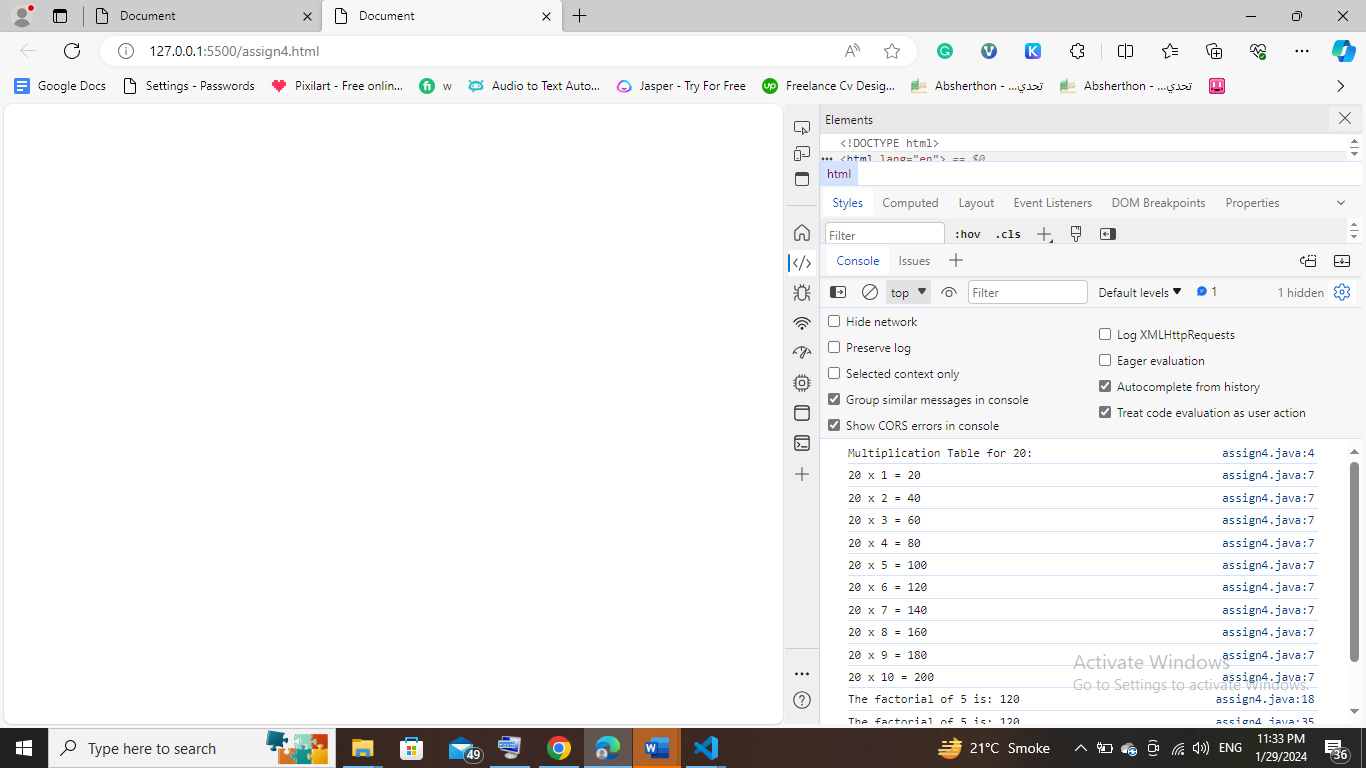 Document
Document
127.0.0.1:5500/assign4.html
Google Docs
Settings - Passwords
Pixilart - Free onlin...
w
Audio to Text Auto...
Jasper - Try For Free
Freelance Cv Desig...
Absherthon - ...تحدي
Absherthon - ...تحدي
Elements
<!DOCTYPE html>
<html lang="en"> == $0
html
Styles Computed Layout Event Listeners DOM Breakpoints Properties
Filter :hov .cls
Console Issues
top Filter Default levels 1 1 hidden
Hide network
Preserve log
Selected context only
Group similar messages in console
Show CORS errors in console
Log XMLHttpRequests
Eager evaluation
Autocomplete from history
Treat code evaluation as user action
Multiplication Table for 20: assign4.java:4
20 x 1 = 20 assign4.java:7
20 x 2 = 40 assign4.java:7
20 x 3 = 60 assign4.java:7
20 x 4 = 80 assign4.java:7
20 x 5 = 100 assign4.java:7
20 x 6 = 120 assign4.java:7
20 x 7 = 140 assign4.java:7
20 x 8 = 160 assign4.java:7
20 x 9 = 180 assign4.java:7
20 x 10 = 200 assign4.java:7
The factorial of 5 is: 120 assign4.java:18
The factorial of 5 is: 120 assign4.java:35
Activate Windows
Go to Settings to activate Windows.
Type here to search
49
21°C Smoke
ENG
11:33 PM
1/29/2024
36